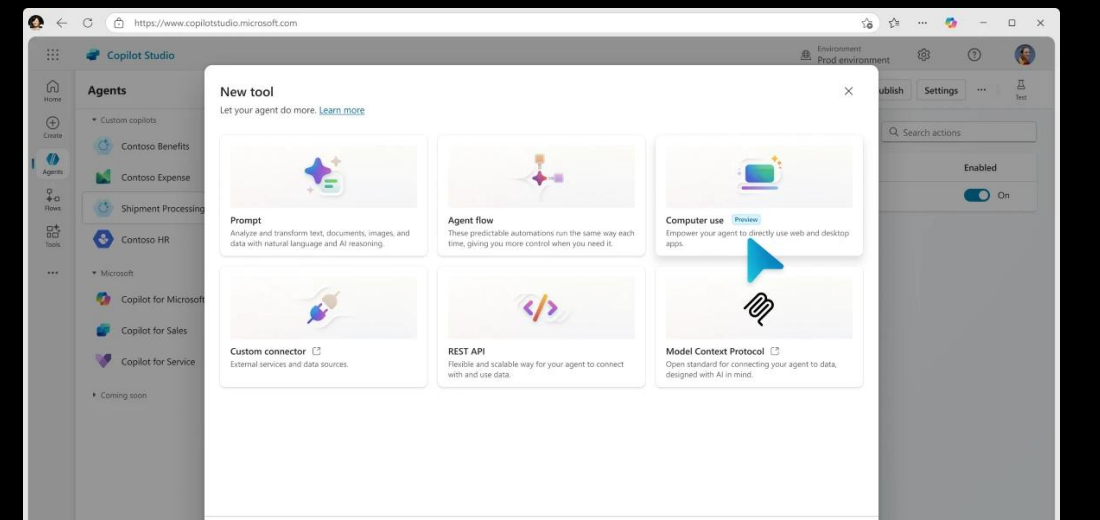 https://www.copilotstudio.microsoft.com
Copilot Studio
Environment
Prod environment
Home
Create
Agents
Flows
Tools
Agents
Custom copilots
Contoso Benefits
Contoso Expense
Shipment Processing
Contoso HR
Microsoft
Copilot for Microsoft
Copilot for Sales
Copilot for Service
Coming soon
New tool
Let your agent do more. Learn more
Prompt
Analyze and transform text, documents, images, and
data with natural language and AI reasoning.
Agent flow
These predictable automations run the same way each
time, giving you more control when you need it.
Computer use Preview
Empower your agent to directly use web and desktop
apps.
Custom connector
External services and data sources.
REST API
Flexible and scalable way for your agent to connect
with and use data.
Model Context Protocol
Open standard for connecting your agent to data,
designed with AI in mind.
ublish
Settings
Test
Search actions
Enabled
On